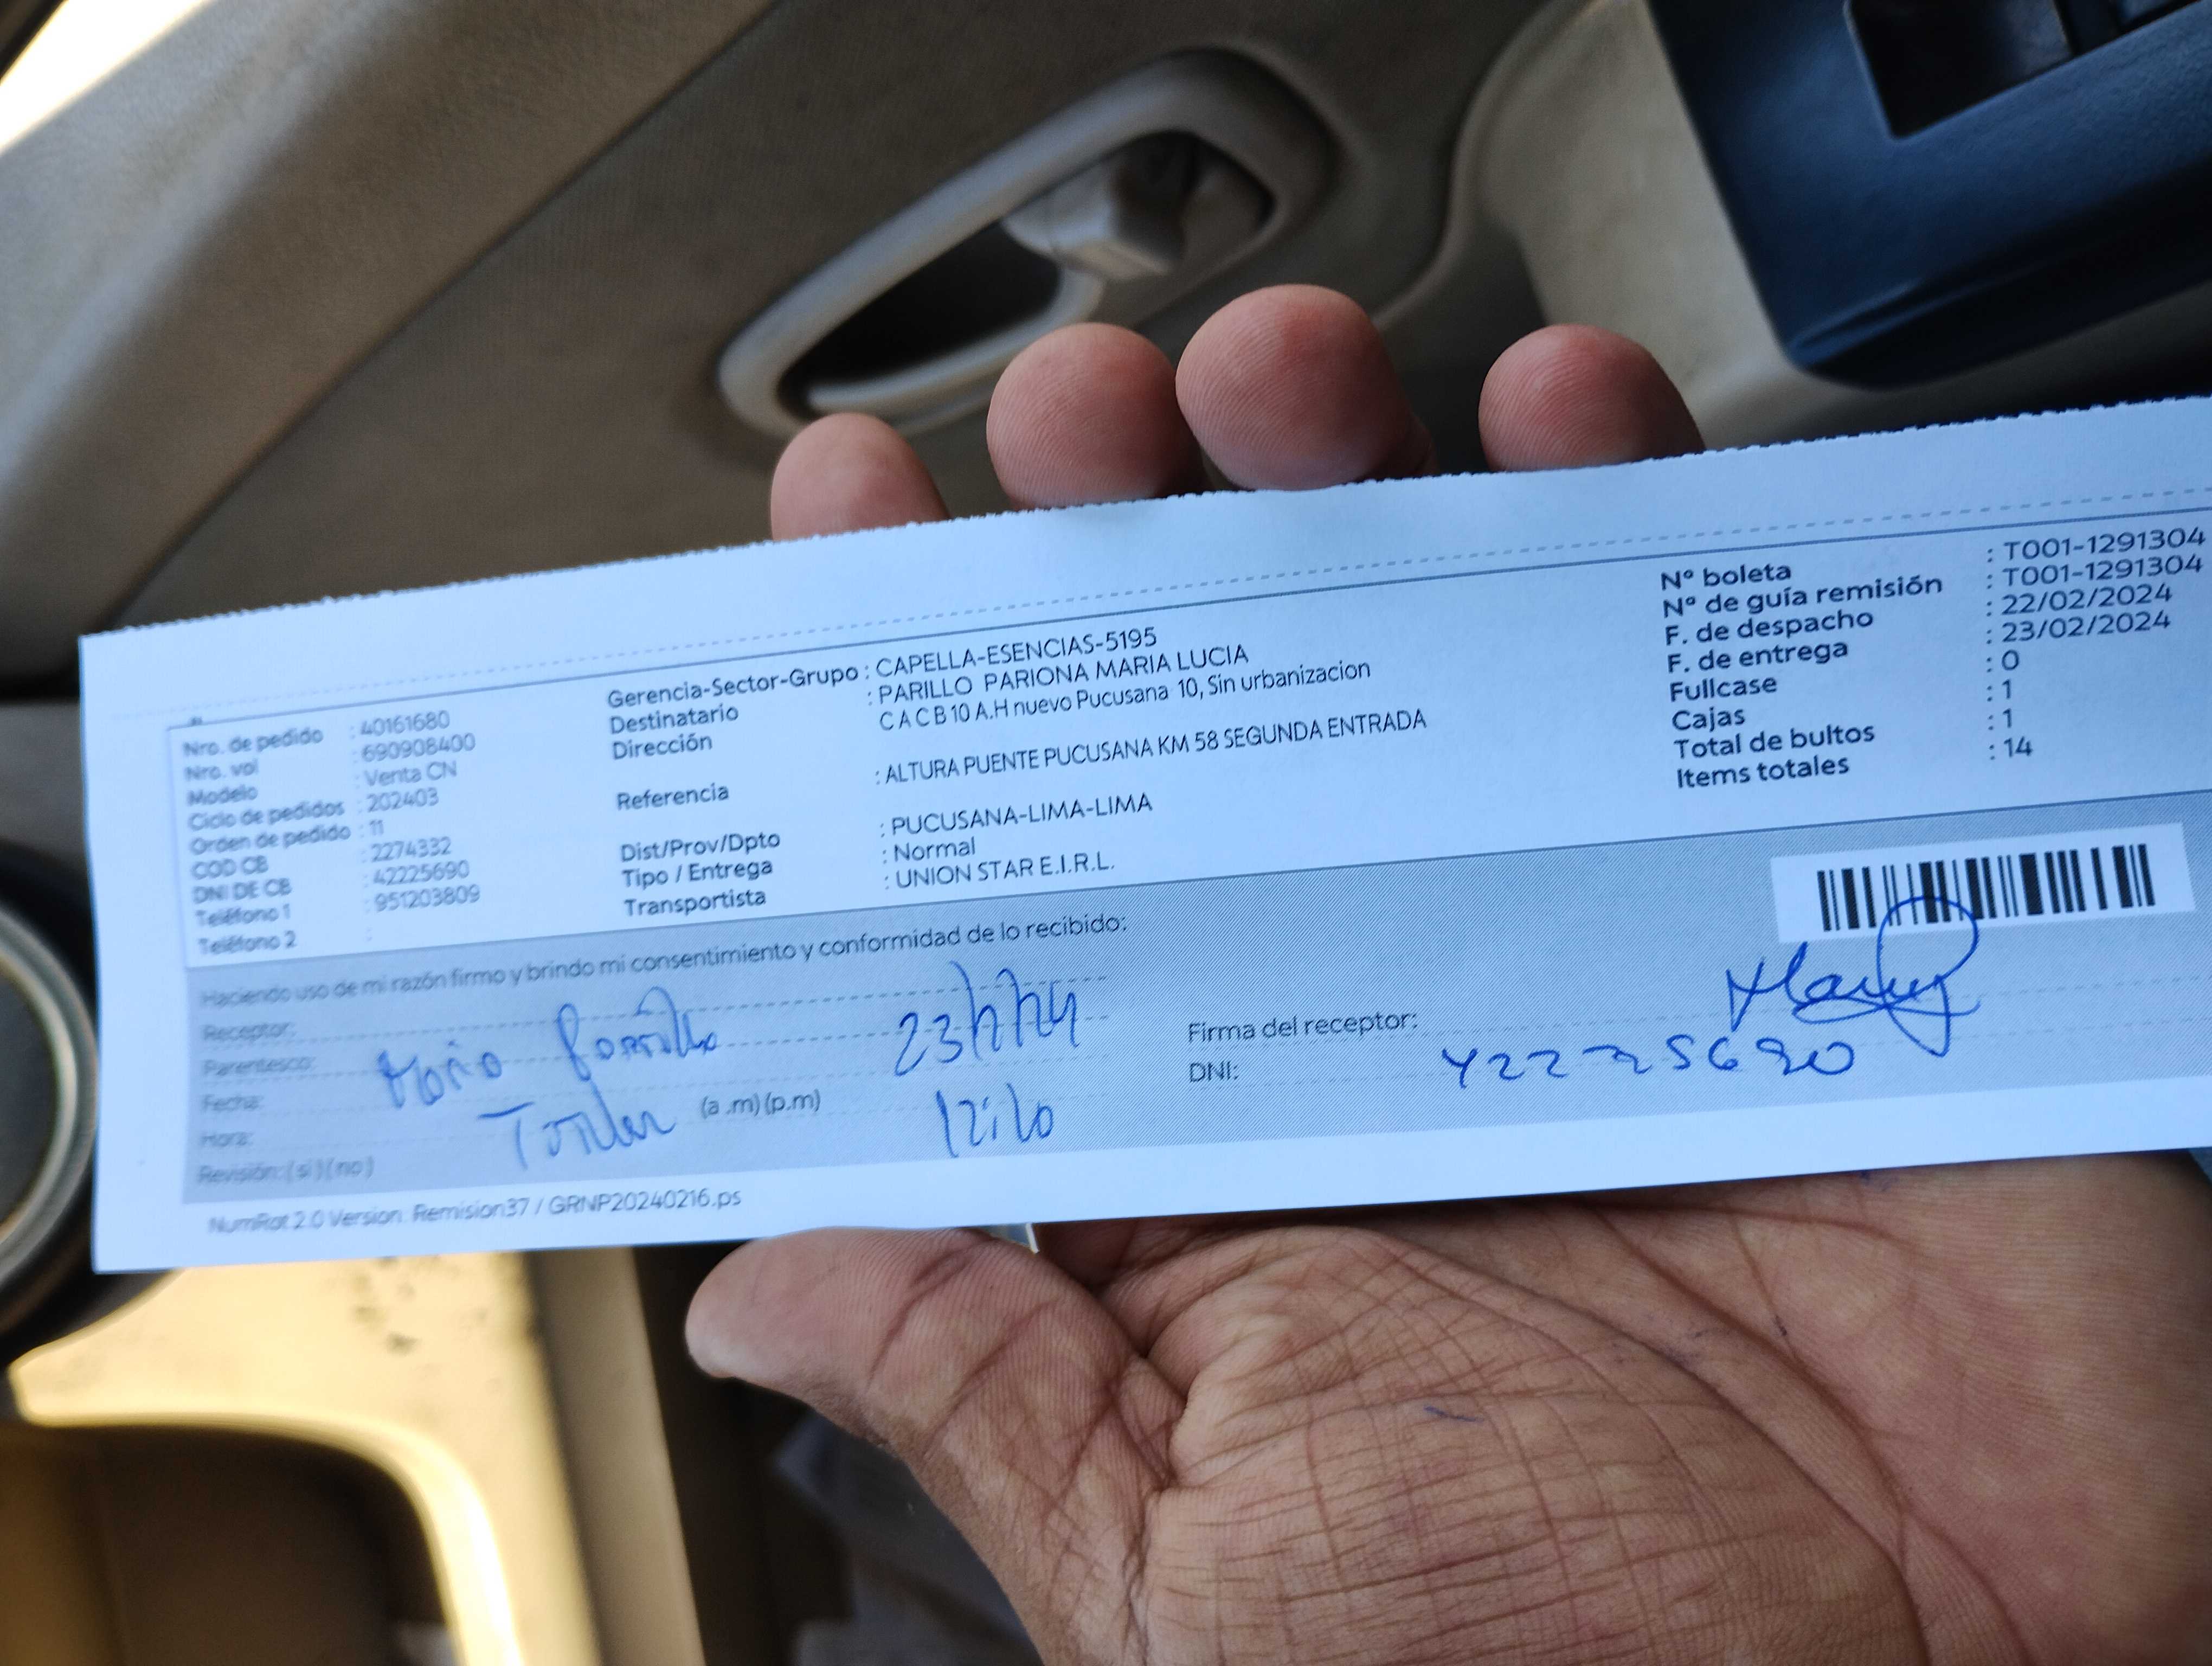 Nro. de pedido : 40161680
Nro. vol : 690908400
Modelo : Venta CN
Ciclo de pedidos : 202403
Orden de pedido : 11
COD CB : 2274332
DNI DE CB : 42225690
Teléfono 1 : 951203809
Teléfono 2 :
Gerencia-Sector-Grupo : CAPELLA-ESENCIAS-5195
Destinatario : PARILLO PARIONA MARIA LUCIA
Dirección C A C B 10 A.H nuevo Pucusana 10, Sin urbanizacion
Referencia : ALTURA PUENTE PUCUSANA KM 58 SEGUNDA ENTRADA
Dist/Prov/Dpto : PUCUSANA-LIMA-LIMA
Tipo / Entrega : Normal
Transportista : UNION STAR E.I.R.L.
Nº boleta : T001-1291304
Nº de guía remisión : T001-1291304
F. de despacho : 22/02/2024
F. de entrega : 23/02/2024
Fullcase : 0
Cajas : 1
Total de bultos : 1
Items totales : 14
Haciendo uso de mi razón firmo y brindo mi consentimiento y conformidad de lo recibido:
Receptor:
Parentesco:
Fecha:
Hora: (a .m) (p.m)
Revisión: ( si ) ( no )
12:10
Firma del receptor:
DNI: 42225690
NumRot 2.0 Version: Remision37 / GRNP20240216.ps